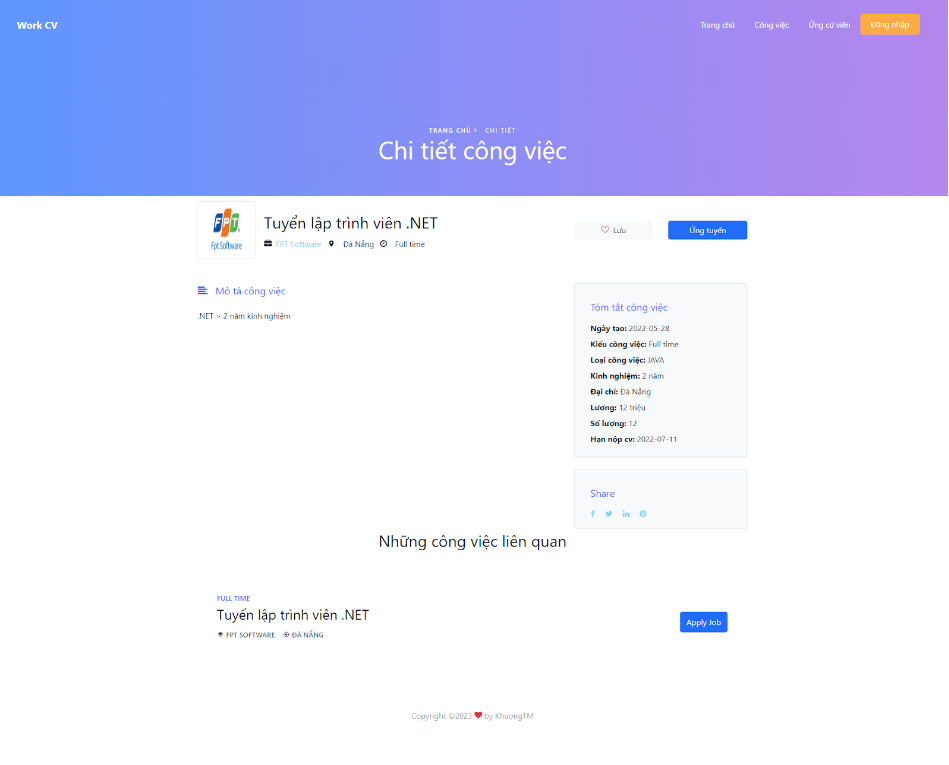 Work CV
Trang chủ
Công việc
Ứng cử viên
Đăng nhập
TRANG CHỦ › CHI TIẾT
Chi tiết công việc
FPT
Fpt Software
Tuyển lập trình viên .NET
FPT Software Đà Nẵng Full time
Lưu
Ứng tuyển
Mô tả công việc
.NET > 2 năm kinh nghiệm
Tóm tắt công việc
Ngày tạo: 2022-05-28
Kiểu công việc: Full time
Loại công việc: JAVA
Kinh nghiệm: 2 năm
Đại chỉ: Đà Nẵng
Lương: 12 triệu
Số lượng: 12
Hạn nộp cv: 2022-07-11
Share
Những công việc liên quan
FULL TIME
Tuyển lập trình viên .NET
FPT SOFTWARE ĐÀ NẴNG
Apply Job
Copyright ©2023 ❤ by KhuongTM